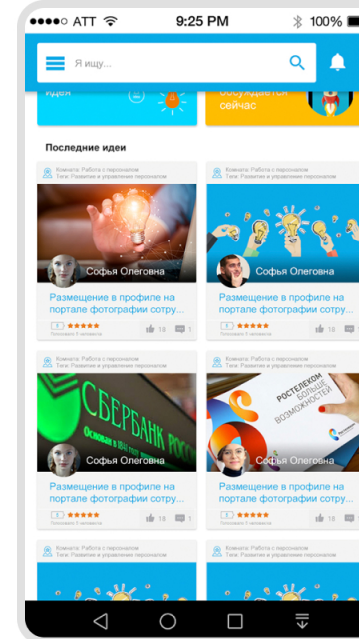 ATT 9:25 PM 100%
Я ищу...
идея
обсуждается
сейчас
Последние идеи
Комната: Работа с персоналом
Теги: Развитие и управление персоналом
Комната: Работа с персоналом
Теги: Развитие и управление персоналом
Софья Олеговна
Софья Олеговна
Размещение в профиле на
портале фотографии сотру...
Размещение в профиле на
портале фотографии сотру...
18 1
18 1
Комната: Работа с персоналом
Теги: Развитие и управление персоналом
Комната: Работа с персоналом
Теги: Развитие и управление персоналом
СБЕРБАНК РОСС
Основан в 1841 году
РОСТЕЛЕКОМ
БОЛЬШЕ
ВОЗМОЖНОСТЕЙ
Софья Олеговна
Софья Олеговна
Размещение в профиле на
портале фотографии сотру...
Размещение в профиле на
портале фотографии сотру...
18 1
18 1
Комната: Работа с персоналом
Теги: Развитие и управление персоналом
Комната: Работа с персоналом
Теги: Развитие и управление персоналом